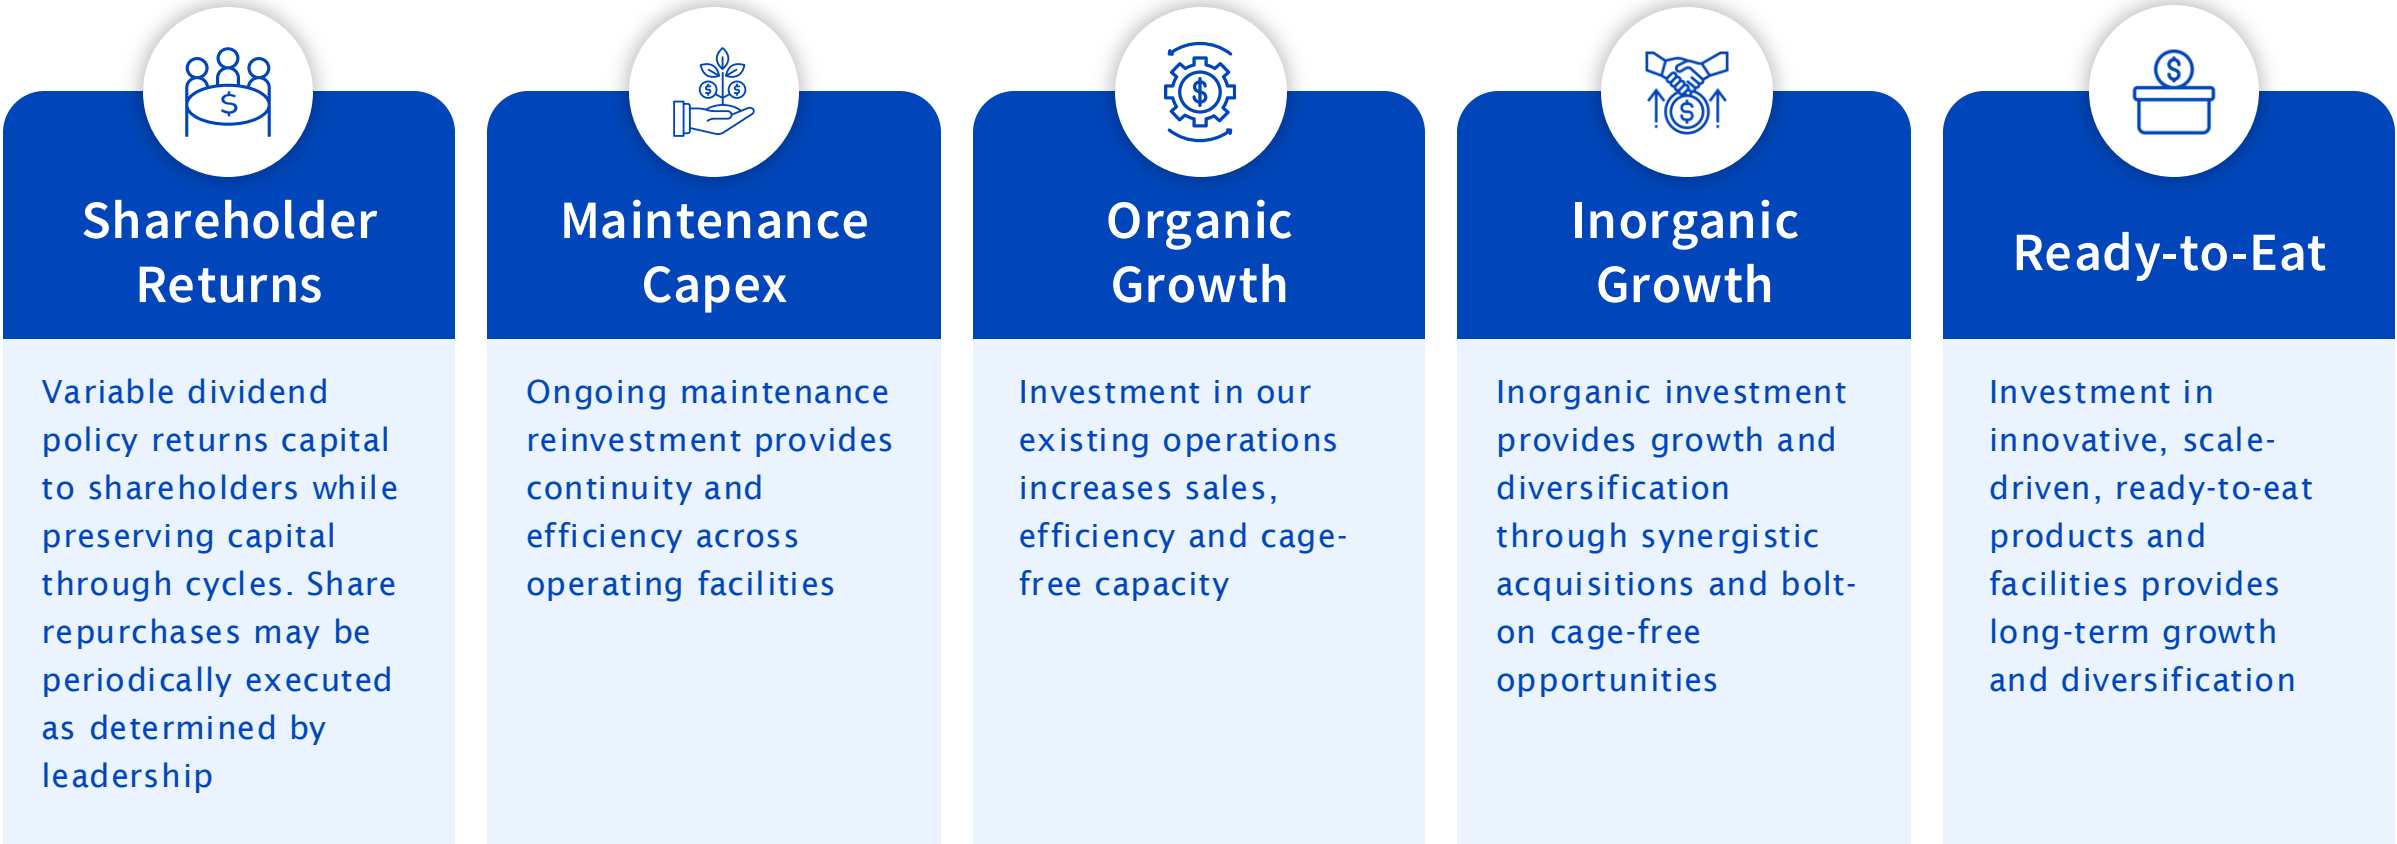 $
Shareholder
Returns
Variable dividend
policy returns capital
to shareholders while
preserving capital
through cycles. Share
repurchases may be
periodically executed
as determined by
leadership
$ $
Maintenance
Capex
Ongoing maintenance
reinvestment provides
continuity and
efficiency across
operating facilities
$
Organic
Growth
Investment in our
existing operations
increases sales,
efficiency and cage-
free capacity
$
Inorganic
Growth
Inorganic investment
provides growth and
diversification
through synergistic
acquisitions and bolt-
on cage-free
opportunities
$
Ready-to-Eat
Investment in
innovative, scale-
driven, ready-to-eat
products and
facilities provides
long-term growth
and diversification